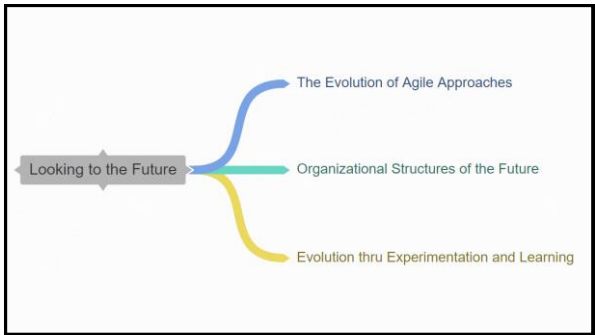 The Evolution of Agile Approaches
Looking to the Future
Organizational Structures of the Future
Evolution thru Experimentation and Learning